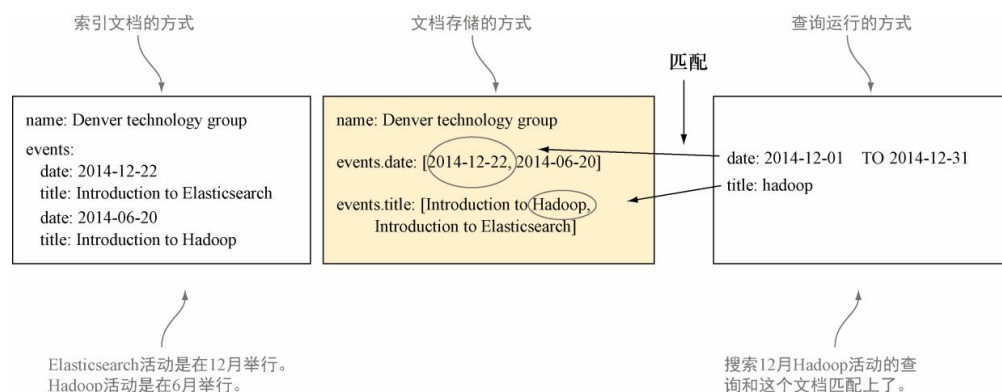 索引文档的方式
文档存储的方式
查询运行的方式
匹配
name: Denver technology group
events:
date: 2014-12-22
title: Introduction to Elasticsearch
date: 2014-06-20
title: Introduction to Hadoop
name: Denver technology group
events.date: [2014-12-22, 2014-06-20]
events.title: [Introduction to Hadoop,
Introduction to Elasticsearch]
date: 2014-12-01 TO 2014-12-31
title: hadoop
Elasticsearch活动是在12月举行。
Hadoop活动是在6月举行。
搜索12月Hadoop活动的查
询和这个文档匹配上了。